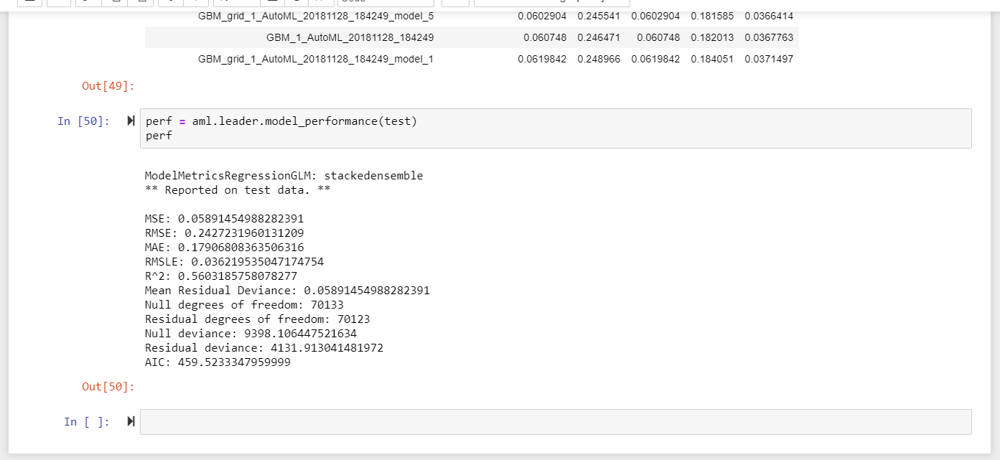 GBM_grid_1_AutoML_20181128_184249_model_5 0.0602904 0.245541 0.0602904 0.181585 0.0366414
GBM_1_AutoML_20181128_184249 0.060748 0.246471 0.060748 0.182013 0.0367763
GBM_grid_1_AutoML_20181128_184249_model_1 0.0619842 0.248966 0.0619842 0.184051 0.0371497
Out[49]:
In [50]: perf = aml.leader.model_performance(test)
perf
ModelMetricsRegressionGLM: stackedensemble
** Reported on test data. **
MSE: 0.05891454988282391
RMSE: 0.2427231960131209
MAE: 0.17906808363506316
RMSLE: 0.036219535047174754
R^2: 0.5603185758078277
Mean Residual Deviance: 0.05891454988282391
Null degrees of freedom: 70133
Residual degrees of freedom: 70123
Null deviance: 9398.106447521634
Residual deviance: 4131.913041481972
AIC: 459.5233347959999
Out[50]:
In [ ]: